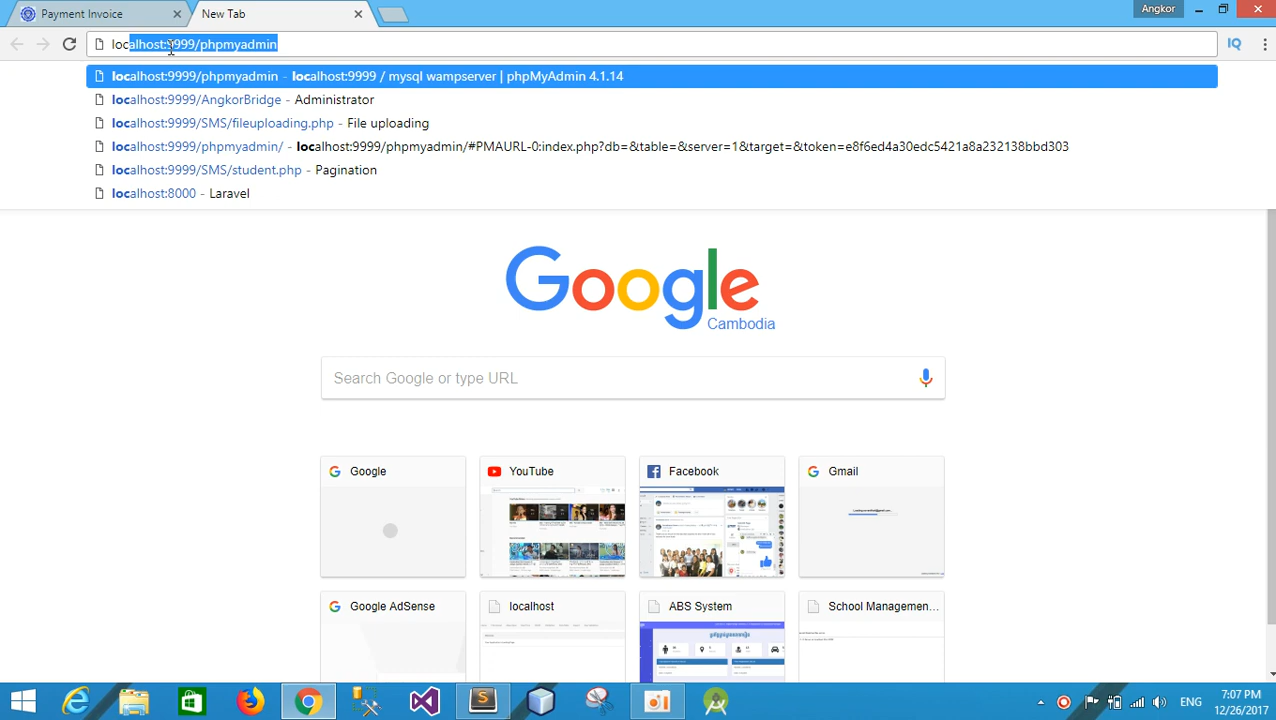 Payment Invoice
New Tab
Angkor
localhost:9999/phpmyadmin
IQ
localhost:9999/phpmyadmin - localhost:9999 / mysql wampserver | phpMyAdmin 4.1.14
localhost:9999/AngkorBridge - Administrator
localhost:9999/SMS/fileuploading.php - File uploading
localhost:9999/phpmyadmin/ - localhost:9999/phpmyadmin/#PMAURL-0:index.php?db=&table=&server=1&target=&token=e8f6ed4a30edc5421a8a232138bbd303
localhost:9999/SMS/student.php - Pagination
localhost:8000 - Laravel
Google
Cambodia
Search Google or type URL
Google
YouTube
Facebook
Gmail
Google AdSense
localhost
ABS System
School Managemen...
ENG
7:07 PM
12/26/2017